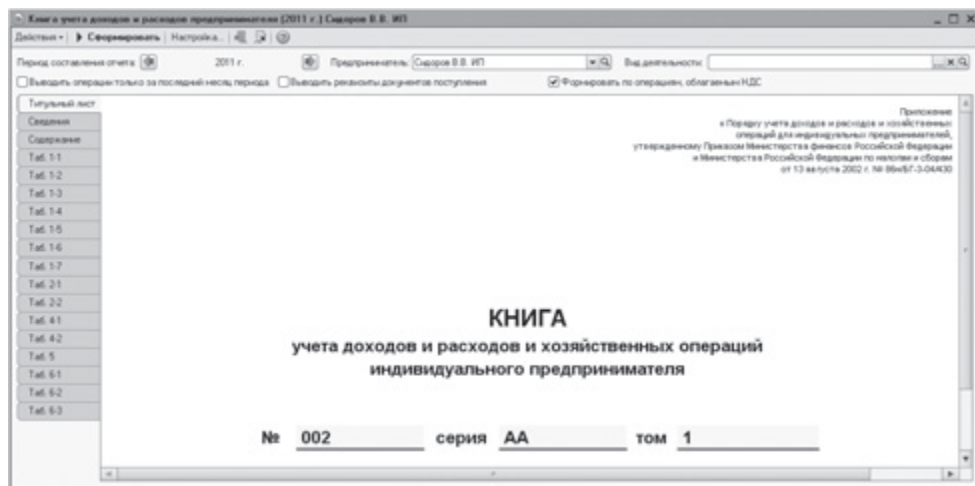 Книга учета доходов и расходов предпринимателя (2011 г.) Сидоров В.В. ИП
Действия Сформировать Настройка...
Период составления отчета: 2011 г. Предприниматель: Сидоров В.В. ИП Вид деятельности:
Выводить операции только за последний месяц периода Выводить реквизиты документов поступления Формировать по операциям, облагаемым НДС
Титульный лист
Сведения
Содержание
Таб. 1-1
Таб. 1-2
Таб. 1-3
Таб. 1-4
Таб. 1-5
Таб. 1-6
Таб. 1-7
Таб. 2-1
Таб. 2-2
Таб. 4-1
Таб. 4-2
Таб. 5
Таб. 6-1
Таб. 6-2
Таб. 6-3
Приложение
к Порядку учета доходов и расходов и хозяйственных
операций для индивидуальных предпринимателей,
утвержденному Приказом Министерства финансов Российской Федерации
и Министерства Российской Федерации по налогам и сборам
от 13 августа 2002 г. № 86н/БГ-3-04/430
КНИГА
учета доходов и расходов и хозяйственных операций
индивидуального предпринимателя
№ 002 серия АА том 1